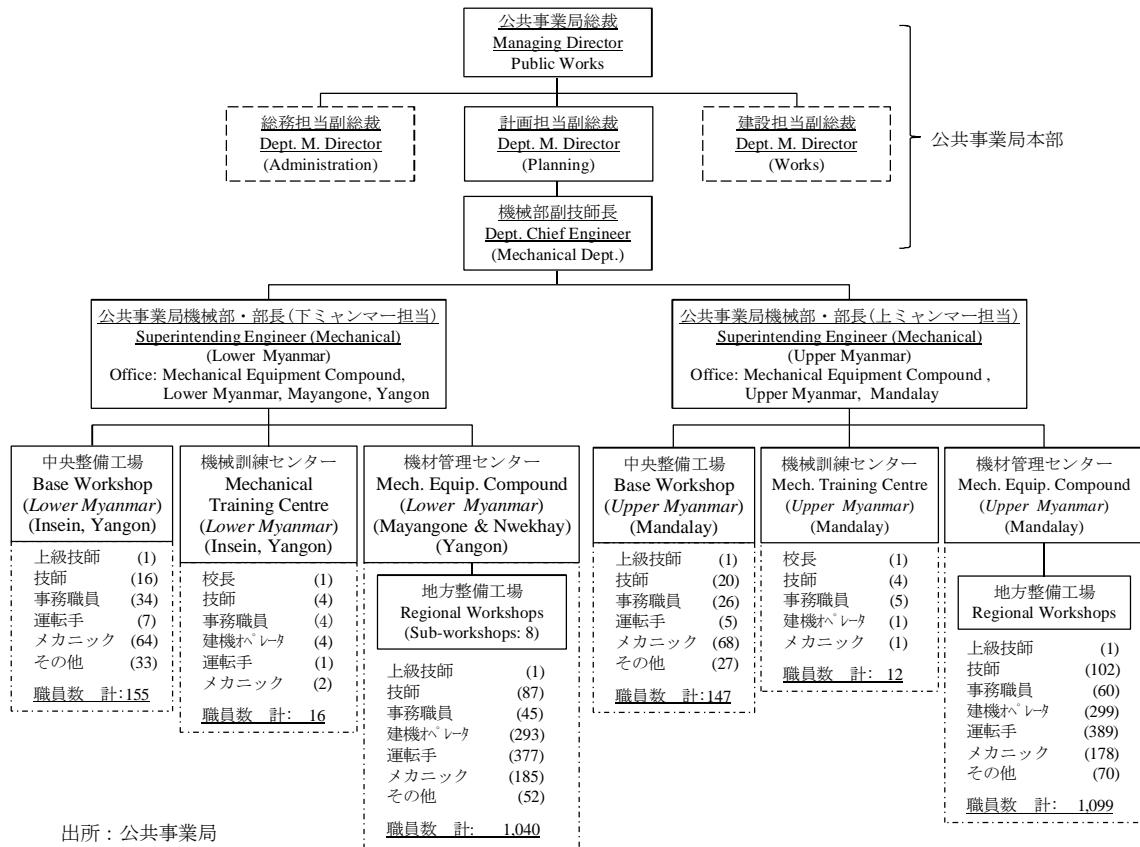 公共事業局総裁
Managing Director
Public Works
総務担当副総裁
Dept. M. Director
(Administration)
計画担当副総裁
Dept. M. Director
(Planning)
建設担当副総裁
Dept. M. Director
(Works)
公共事業局本部
機械部副技師長
Dept. Chief Engineer
(Mechanical Dept.)
公共事業局機械部・部長(下ミャンマー担当)
Superintending Engineer (Mechanical)
(Lower Myanmar)
Office: Mechanical Equipment Compound,
Lower Myanmar, Mayangone, Yangon
公共事業局機械部・部長(上ミャンマー担当)
Superintending Engineer (Mechanical)
(Upper Myanmar)
Office: Mechanical Equipment Compound ,
Upper Myanmar, Mandalay
中央整備工場
Base Workshop
(Lower Myanmar)
(Insein, Yangon)
上級技師 (1)
技師 (16)
事務職員 (34)
運転手 (7)
メカニック (64)
その他 (33)
職員数 計:155
機械訓練センター
Mechanical
Training Centre
(Lower Myanmar)
(Insein, Yangon)
校長 (1)
技師 (4)
事務職員 (4)
建機オペレータ (4)
運転手 (1)
メカニック (2)
職員数 計: 16
機材管理センター
Mech. Equip. Compound
(Lower Myanmar)
(Mayangone & Nwekhay)
(Yangon)
地方整備工場
Regional Workshops
(Sub-workshops: 8)
上級技師 (1)
技師 (87)
事務職員 (45)
建機オペレータ (293)
運転手 (377)
メカニック (185)
その他 (52)
職員数 計: 1,040
中央整備工場
Base Workshop
(Upper Myanmar)
(Mandalay)
上級技師 (1)
技師 (20)
事務職員 (26)
運転手 (5)
メカニック (68)
その他 (27)
職員数 計:147
機械訓練センター
Mech. Training Centre
(Upper Myanmar)
(Mandalay)
校長 (1)
技師 (4)
事務職員 (5)
建機オペレータ (1)
メカニック (1)
職員数 計: 12
機材管理センター
Mech. Equip. Compound
(Upper Myanmar)
(Mandalay)
地方整備工場
Regional Workshops
上級技師 (1)
技師 (102)
事務職員 (60)
建機オペレータ (299)
運転手 (389)
メカニック (178)
その他 (70)
職員数 計: 1,099
出所：公共事業局